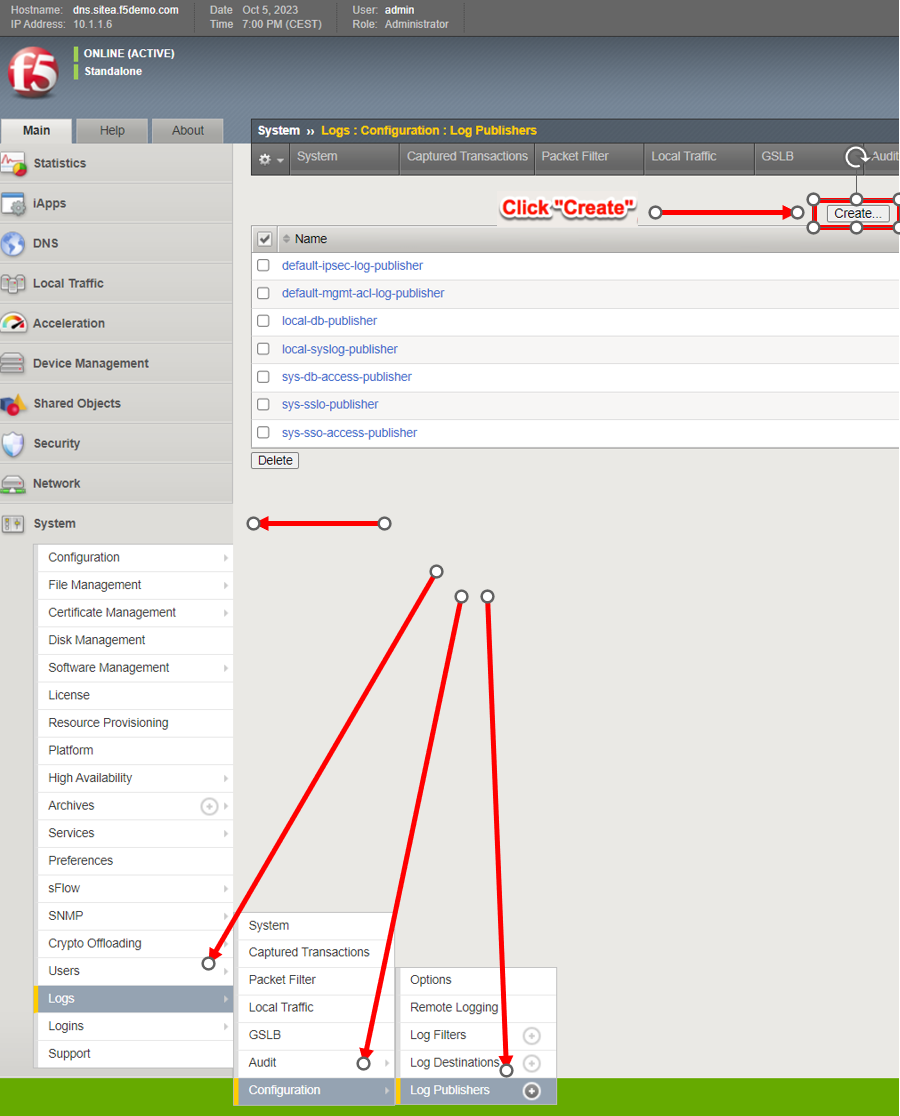 Hostname: dns.sitea.f5demo.com Date Oct 5, 2023 User: admin
IP Address: 10.1.1.6 Time 7:00 PM (CEST) Role: Administrator
f5
ONLINE (ACTIVE)
Standalone
Main Help About
System ›› Logs : Configuration : Log Publishers
System Captured Transactions Packet Filter Local Traffic GSLB Audit
Click "Create"
Create...
Name
default-ipsec-log-publisher
default-mgmt-acl-log-publisher
local-db-publisher
local-syslog-publisher
sys-db-access-publisher
sys-sslo-publisher
sys-sso-access-publisher
Delete
Statistics
iApps
DNS
Local Traffic
Acceleration
Device Management
Shared Objects
Security
Network
System
Configuration
File Management
Certificate Management
Disk Management
Software Management
License
Resource Provisioning
Platform
High Availability
Archives
Services
Preferences
sFlow
SNMP
Crypto Offloading
Users
Logs
Logins
Support
System
Captured Transactions
Packet Filter
Local Traffic
GSLB
Audit
Configuration
Options
Remote Logging
Log Filters
Log Destinations
Log Publishers